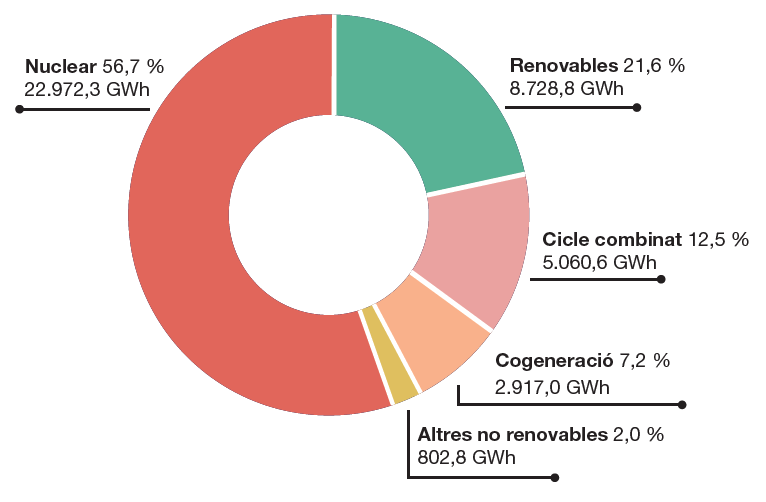 Nuclear 56,7 %
22.972,3 GWh
Renovables 21,6 %
8.728,8 GWh
Cicle combinat 12,5 %
5.060,6 GWh
Cogeneració 7,2 %
2.917,0 GWh
Altres no renovables 2,0 %
802,8 GWh